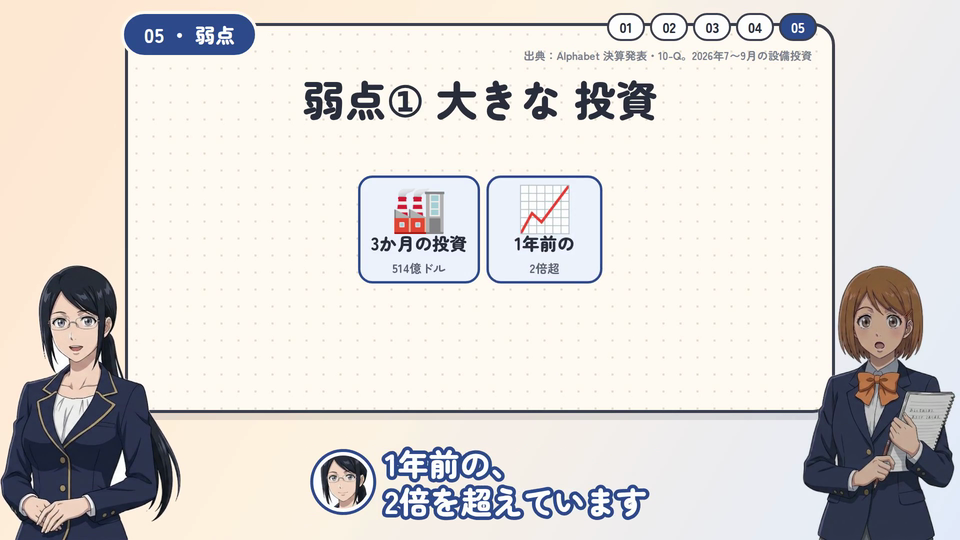 05 ・ 弱点
01 02 03 04 05
出典：Alphabet 決算発表・10-Q。2026年7〜9月の設備投資
弱点① 大きな 投資
3か月の投資
514億ドル
1年前の
2倍超
1年前の、
2倍を超えています